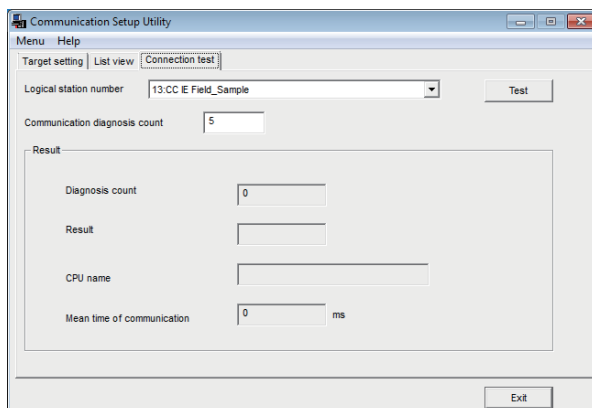 Communication Setup Utility
Menu Help
Target setting List view Connection test
Logical station number 13:CC IE Field_Sample Test
Communication diagnosis count 5
Result
Diagnosis count 0
Result
CPU name
Mean time of communication 0 ms
Exit